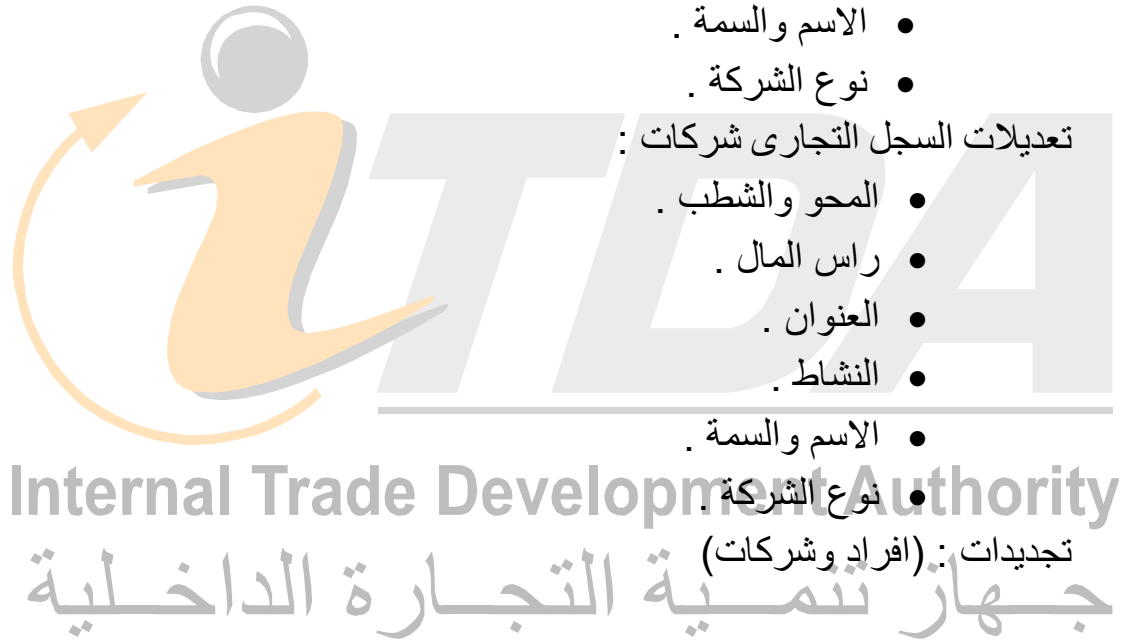 • الاسم والسمة .
• نوع الشركة .
تعديلات السجل التجارى شركات :
• المحو والشطب .
• راس المال .
• العنوان .
• النشاط .
• الاسم والسمة .
• نوع الشركة .
تجديدات : (افراد وشركات)
iTDA
Internal Trade Development Authority
جهاز تنمية التجارة الداخلية